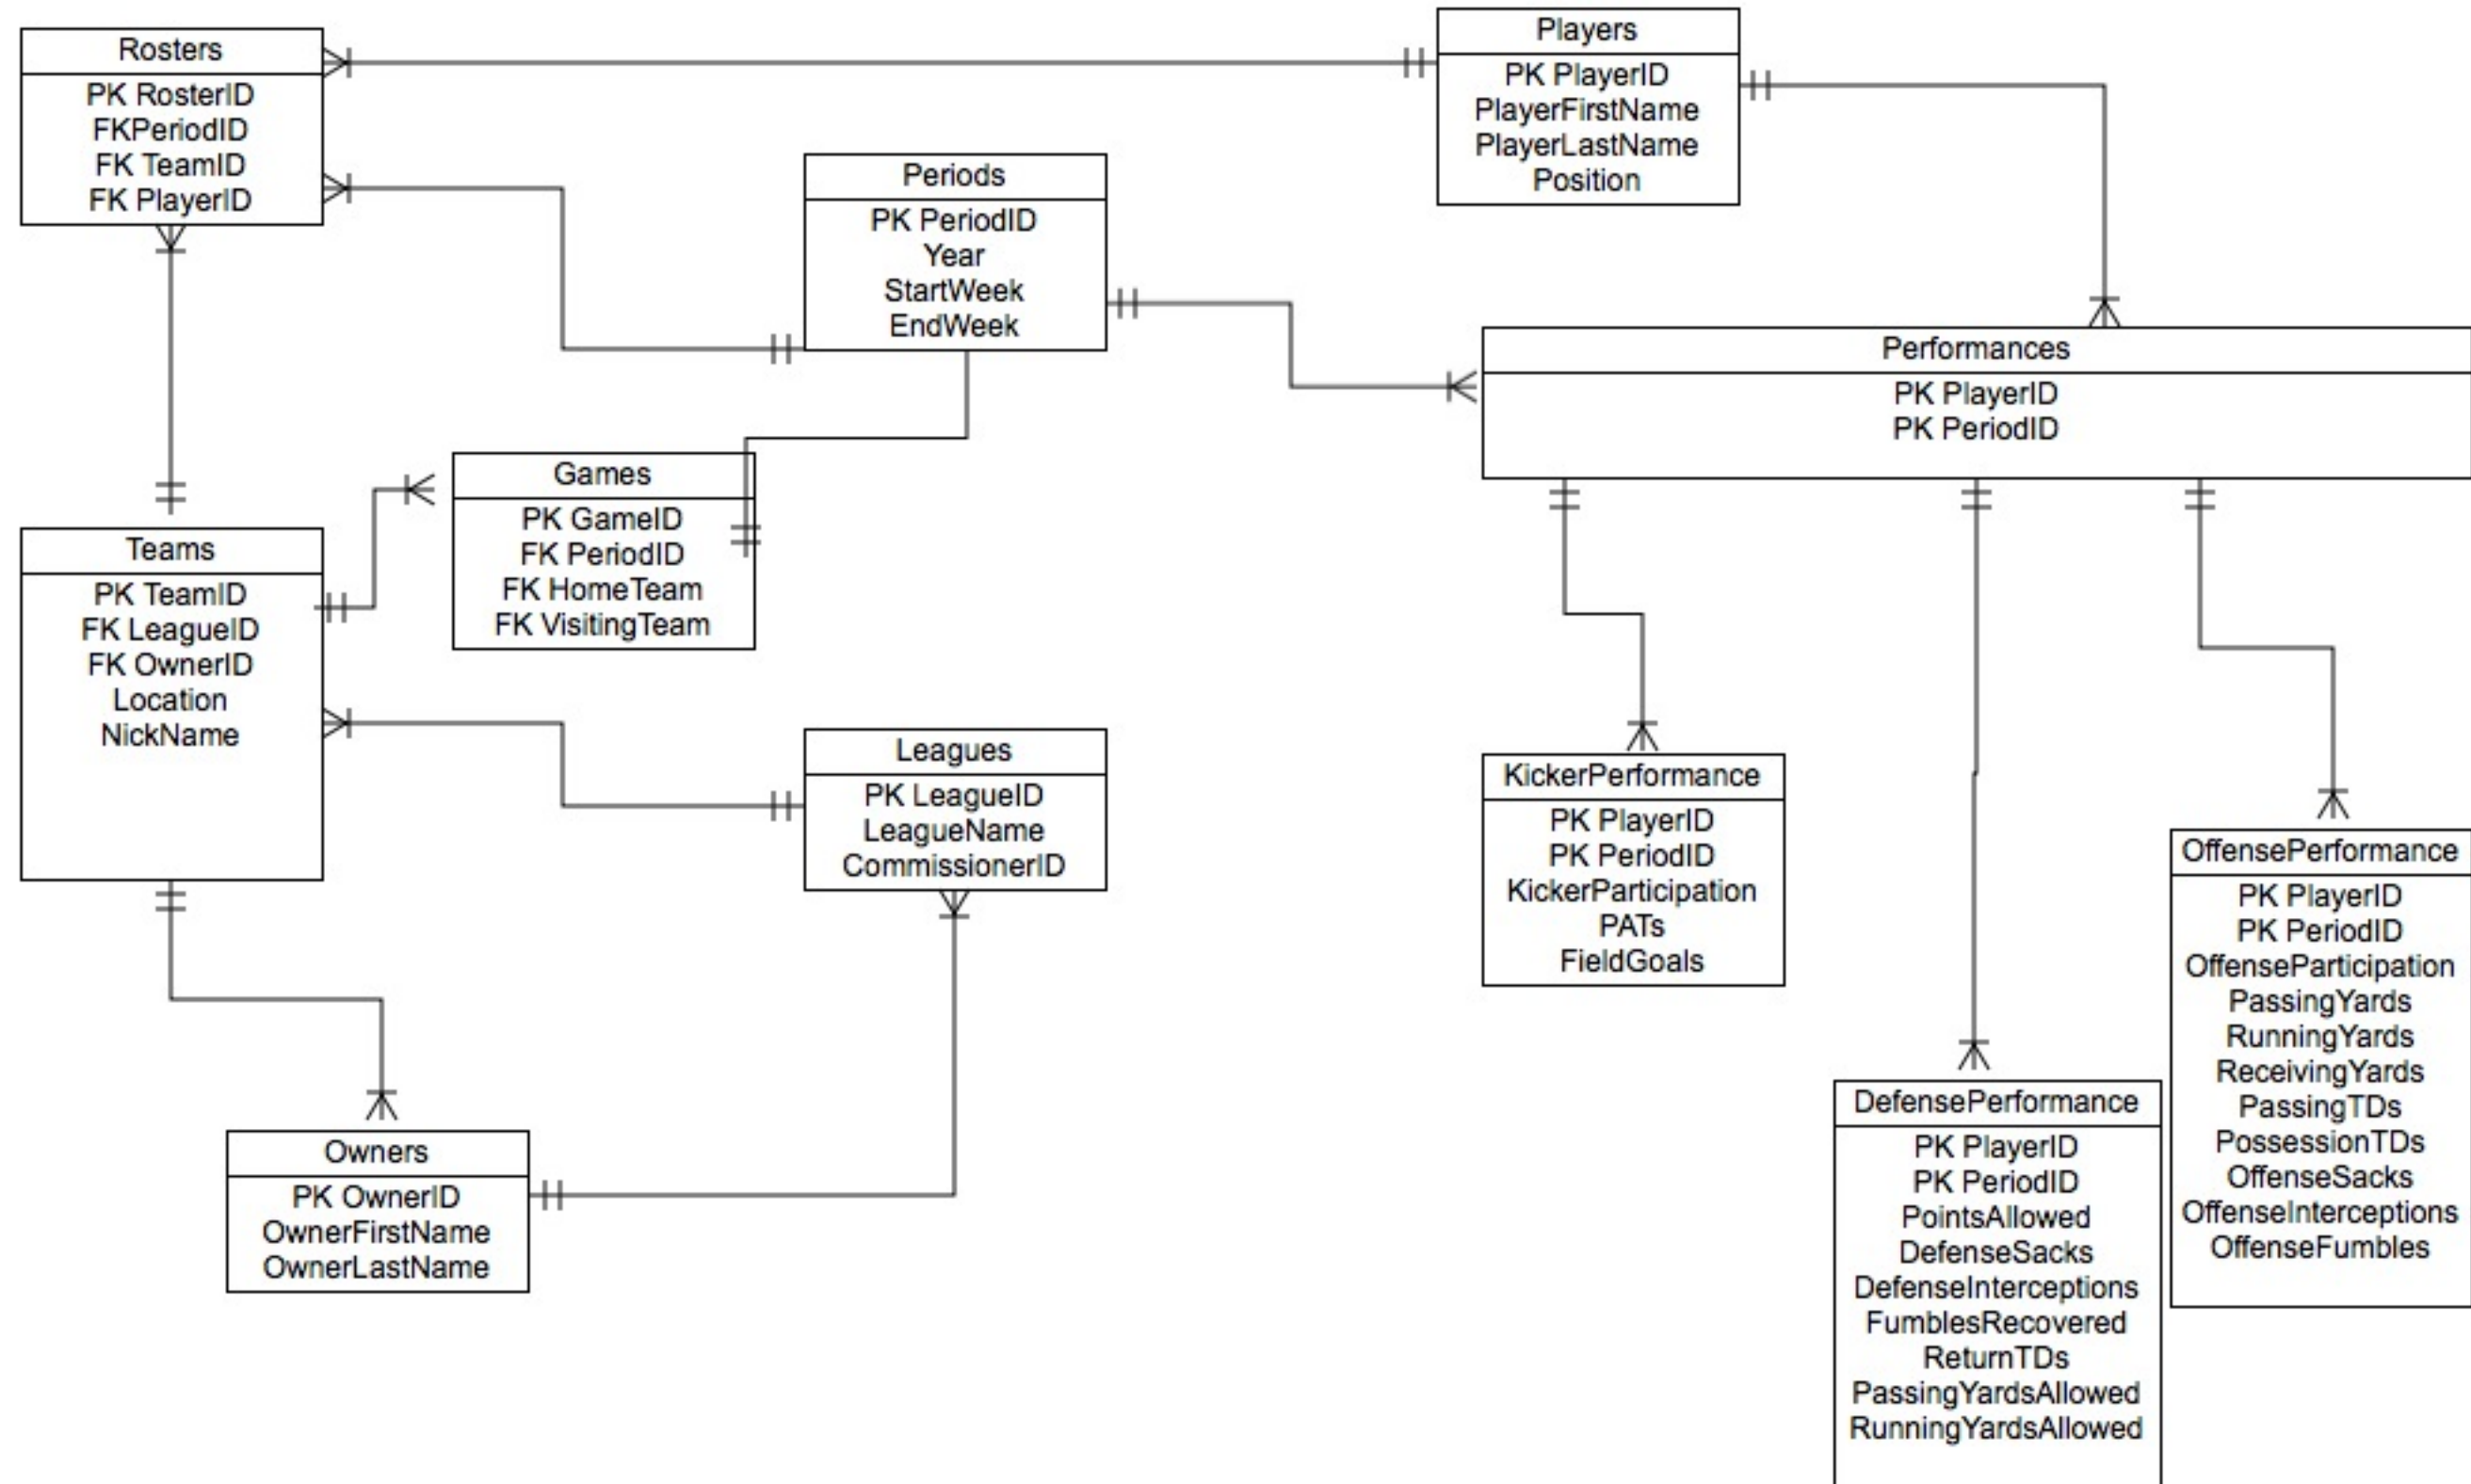 Rosters
PK RosterID
FKPeriodID
FK TeamID
FK PlayerID
Players
PK PlayerID
PlayerFirstName
PlayerLastName
Position
Periods
PK PeriodID
Year
StartWeek
EndWeek
Performances
PK PlayerID
PK PeriodID
Games
PK GameID
FK PeriodID
FK HomeTeam
FK VisitingTeam
Teams
PK TeamID
FK LeagueID
FK OwnerID
Location
NickName
Leagues
PK LeagueID
LeagueName
CommissionerID
KickerPerformance
PK PlayerID
PK PeriodID
KickerParticipation
PATs
FieldGoals
OffensePerformance
PK PlayerID
PK PeriodID
OffenseParticipation
PassingYards
RunningYards
ReceivingYards
PassingTDs
PossessionTDs
OffenseSacks
OffenseInterceptions
OffenseFumbles
DefensePerformance
PK PlayerID
PK PeriodID
PointsAllowed
DefenseSacks
DefenseInterceptions
FumblesRecovered
ReturnTDs
PassingYardsAllowed
RunningYardsAllowed
Owners
PK OwnerID
OwnerFirstName
OwnerLastName